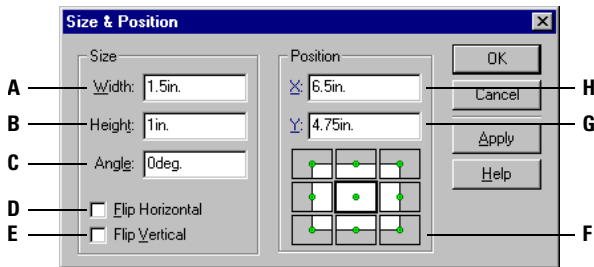 Size & Position
Size
Position
OK
A
Width: 1.5in.
X: 6.5in.
H
Cancel
B
Height: 1in.
Y: 4.75in.
G
Apply
C
Angle: 0deg.
Help
D
Flip Horizontal
E
Flip Vertical
F